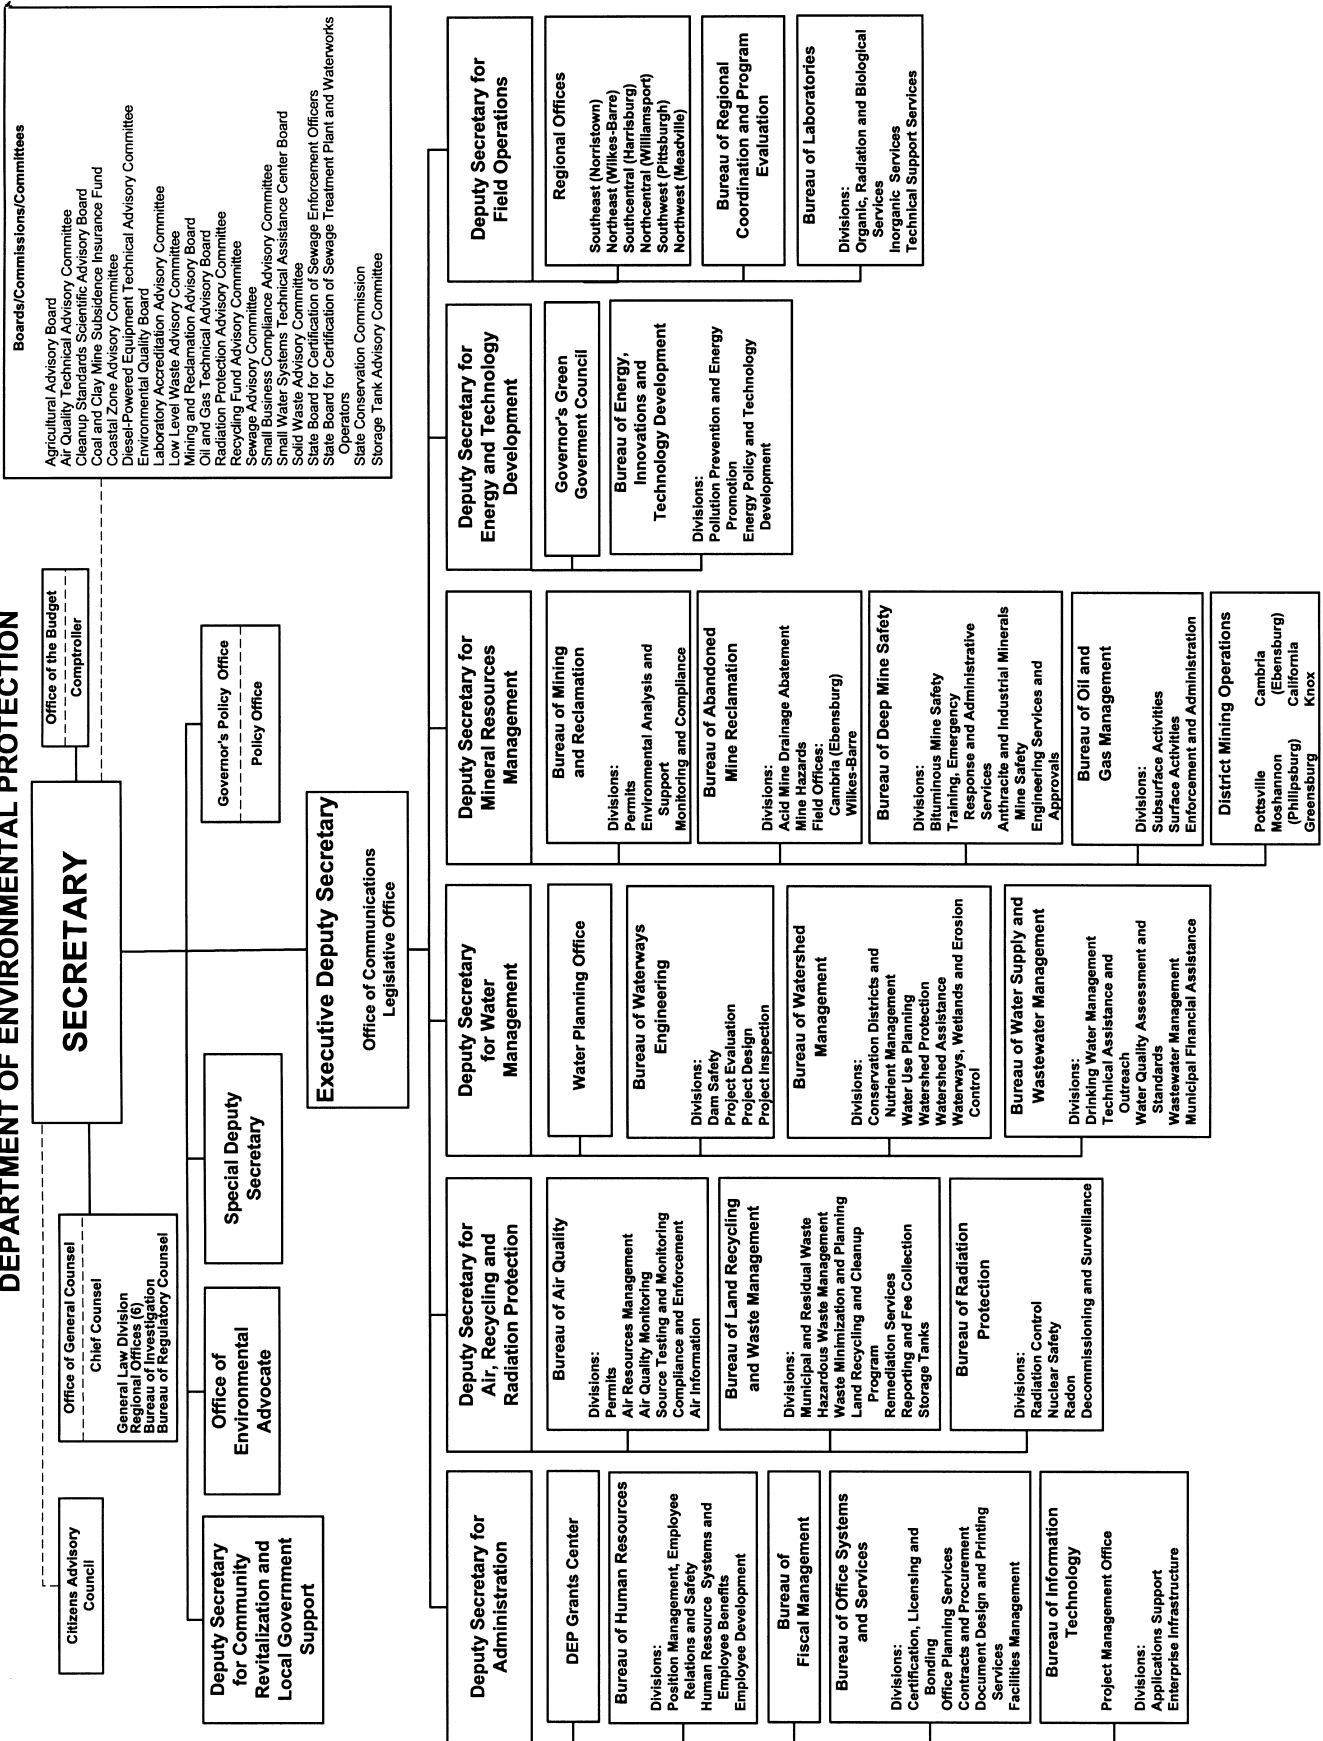 DEPARTMENT OF ENVIRONMENTAL PROTECTION
SECRETARY
Citizens Advisory
Council
Office of General Counsel
Chief Counsel
General Law Division
Regional Offices (6)
Bureau of Investigation
Bureau of Regulatory Counsel
Office of the Budget
Comptroller
Boards/Commissions/Committees
Agricultural Advisory Board
Air Quality Technical Advisory Committee
Cleanup Standards Scientific Advisory Board
Coal and Clay Mine Subsidence Insurance Fund
Coastal Zone Advisory Committee
Diesel-Powered Equipment Technical Advisory Committee
Environmental Quality Board
Laboratory Accreditation Advisory Committee
Low Level Waste Advisory Committee
Mining and Reclamation Advisory Board
Oil and Gas Technical Advisory Board
Radiation Protection Advisory Committee
Recycling Fund Advisory Committee
Sewage Advisory Committee
Small Business Compliance Advisory Committee
Small Water Systems Technical Assistance Center Board
Solid Waste Advisory Committee
State Board for Certification of Sewage Enforcement Officers
State Board for Certification of Sewage Treatment Plant and Waterworks
Operators
State Conservation Commission
Storage Tank Advisory Committee
Deputy Secretary
for Community
Revitalization and
Local Government
Support
Office of
Environmental
Advocate
Special Deputy
Secretary
Governor's Policy Office
Policy Office
Executive Deputy Secretary
Office of Communications
Legislative Office
Deputy Secretary for
Administration
DEP Grants Center
Bureau of Human Resources
Divisions:
Position Management, Employee
Relations and Safety
Human Resource Systems and
Employee Benefits
Employee Development
Bureau of
Fiscal Management
Bureau of Office Systems
and Services
Divisions:
Certification, Licensing and
Bonding
Office Planning Services
Contracts and Procurement
Document Design and Printing
Services
Facilities Management
Bureau of Information
Technology
Project Management Office
Divisions:
Applications Support
Enterprise Infrastructure
Deputy Secretary for
Air, Recycling and
Radiation Protection
Bureau of Air Quality
Divisions:
Permits
Air Resources Management
Air Quality Monitoring
Source Testing and Monitoring
Compliance and Enforcement
Air Information
Bureau of Land Recycling
and Waste Management
Divisions:
Municipal and Residual Waste
Hazardous Waste Management
Waste Minimization and Planning
Land Recycling and Cleanup
Program
Remediation Services
Reporting and Fee Collection
Storage Tanks
Bureau of Radiation
Protection
Divisions:
Radiation Control
Nuclear Safety
Radon
Decommissioning and Surveillance
Deputy Secretary
for Water
Management
Water Planning Office
Bureau of Waterways
Engineering
Divisions:
Dam Safety
Project Evaluation
Project Design
Project Inspection
Bureau of Watershed
Management
Divisions:
Conservation Districts and
Nutrient Management
Water Use Planning
Watershed Protection
Watershed Assistance
Waterways, Wetlands and Erosion
Control
Bureau of Water Supply and
Wastewater Management
Divisions:
Drinking Water Management
Technical Assistance and
Outreach
Water Quality Assessment and
Standards
Wastewater Management
Municipal Financial Assistance
Deputy Secretary for
Mineral Resources
Management
Bureau of Mining
and Reclamation
Divisions:
Permits
Environmental Analysis and
Support
Monitoring and Compliance
Bureau of Abandoned
Mine Reclamation
Divisions:
Acid Mine Drainage Abatement
Mine Hazards
Field Offices:
Cambria (Ebensburg)
Wilkes-Barre
Bureau of Deep Mine Safety
Divisions:
Bituminous Mine Safety
Training, Emergency
Response and Administrative
Services
Anthracite and Industrial Minerals
Mine Safety
Engineering Services and
Approvals
Bureau of Oil and
Gas Management
Divisions:
Subsurface Activities
Surface Activities
Enforcement and Administration
District Mining Operations
Pottsville Cambria
Moshannon (Ebensburg)
(Philipsburg) California
Greensburg Knox
Deputy Secretary for
Energy and Technology
Development
Governor's Green
Goverment Council
Bureau of Energy,
Innovations and
Technology Development
Divisions:
Pollution Prevention and Energy
Promotion
Energy Policy and Technology
Development
Deputy Secretary for
Field Operations
Regional Offices
Southeast (Norristown)
Northeast (Wilkes-Barre)
Southcentral (Harrisburg)
Northcentral (Williamsport)
Southwest (Pittsburgh)
Northwest (Meadville)
Bureau of Regional
Coordination and Program
Evaluation
Bureau of Laboratories
Divisions:
Organic, Radiation and Biological
Services
Inorganic Services
Technical Support Services